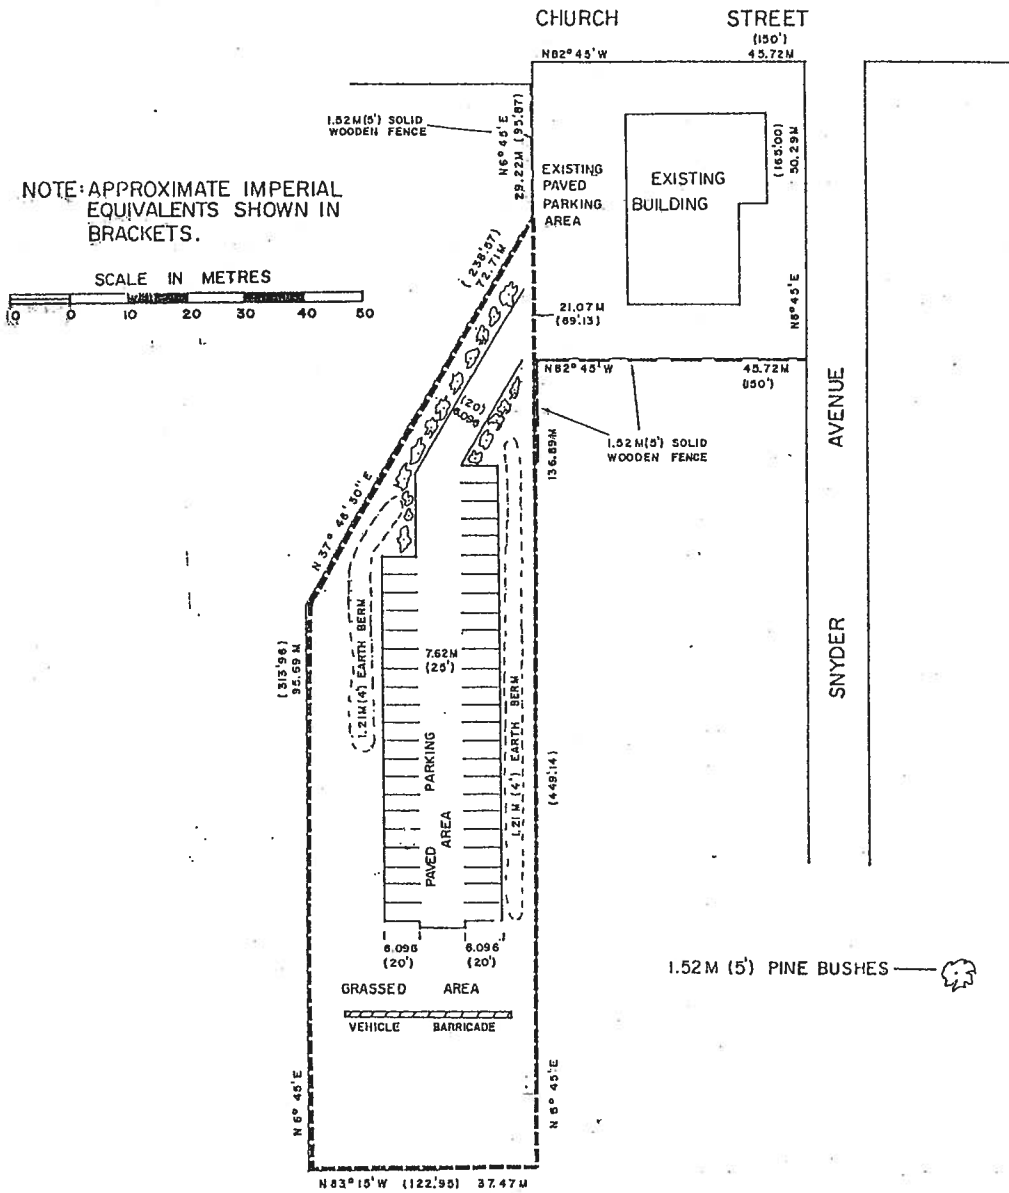 CHURCH STREET
(150')
N82° 45'W 45.72M
1.52M(5') SOLID
WOODEN FENCE
N6° 45'E
29.22M (95.'87)
(165.'00)
50.29M
EXISTING
PAVED
PARKING
AREA
EXISTING
BUILDING
NOTE: APPROXIMATE IMPERIAL
EQUIVALENTS SHOWN IN
BRACKETS.
SCALE IN METRES
10 0 10 20 30 40 50
(238.'57)
72.71M
21.07M
(69.'13)
N6° 45'E
N82° 45'W 45.72M
(150')
(20')
6.096
1.52M(5') SOLID
WOODEN FENCE
136.89M
AVENUE
SNYDER
N 37° 48' 30" E
(313.'96)
95.69 M
1.21M(4') EARTH BERM
7.62M
(25')
1.21M (4') EARTH BERM
(449.'14)
PAVED PARKING
AREA
6.096
(20')
6.096
(20')
1.52M (5') PINE BUSHES
GRASSED AREA
VEHICLE BARRICADE
N 6° 45'E
N 6° 45'E
N 83° 15'W (122.'95) 37.47M